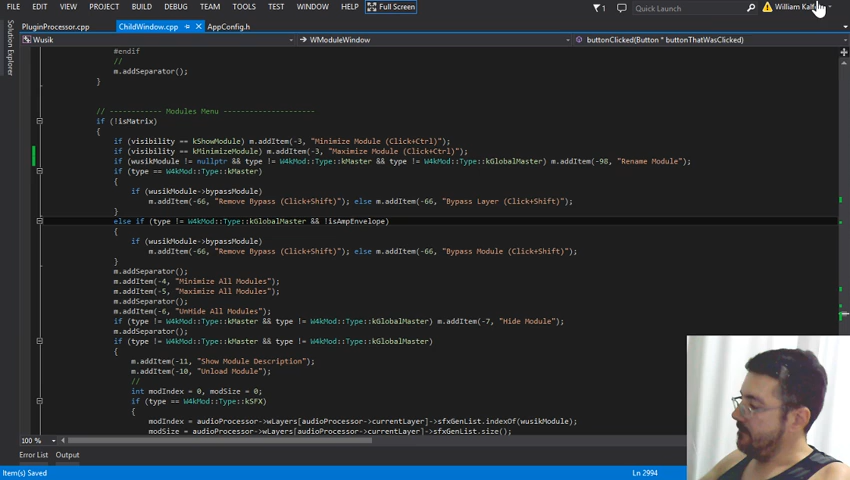 FILE EDIT VIEW PROJECT BUILD DEBUG TEAM TOOLS TEST WINDOW HELP Full Screen 1 Quick Launch
PluginProcessor.cpp ChildWindow.cpp AppConfig.h
Solution Explorer
Wusik WModuleWindow buttonClicked(Button * buttonThatWasClicked)
#endif
//
m.addSeparator();
}
// ------------ Modules Menu ---------------------
if (!isMatrix)
{
if (visibility == kShowModule) m.addItem(-3, "Minimize Module (Click+Ctrl)");
if (visibility == kMinimizeModule) m.addItem(-3, "Maximize Module (Click+Ctrl)");
if (wusikModule != nullptr && type != W4kMod::Type::kMaster && type != W4kMod::Type::kGlobalMaster) m.addItem(-98, "Rename Module");
if (type == W4kMod::Type::kMaster)
{
if (wusikModule->bypassModule)
m.addItem(-66, "Remove Bypass (Click+Shift)"); else m.addItem(-66, "Bypass Layer (Click+Shift)");
}
else if (type != W4kMod::Type::kGlobalMaster && !isAmpEnvelope)
{
if (wusikModule->bypassModule)
m.addItem(-66, "Remove Bypass (Click+Shift)"); else m.addItem(-66, "Bypass Module (Click+Shift)");
}
m.addSeparator();
m.addItem(-4, "Minimize All Modules");
m.addItem(-5, "Maximize All Modules");
m.addSeparator();
m.addItem(-6, "UnHide All Modules");
if (type != W4kMod::Type::kMaster && type != W4kMod::Type::kGlobalMaster) m.addItem(-7, "Hide Module");
m.addSeparator();
if (type != W4kMod::Type::kMaster && type != W4kMod::Type::kGlobalMaster)
{
m.addItem(-11, "Show Module Description");
m.addItem(-10, "Unload Module");
//
int modIndex = 0, modSize = 0;
if (type == W4kMod::Type::kSFX)
{
modIndex = audioProcessor->wLayers[audioProcessor->currentLayer]->sfxGenList.indexOf(wusikModule);
modSize = audioProcessor->wLayers[audioProcessor->currentLayer]->sfxGenList.size();
100 %
Error List Output
Item(s) Saved Ln 2994